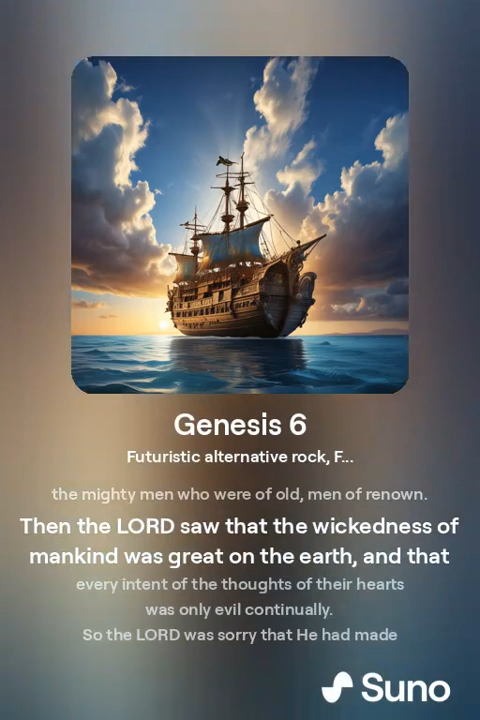 Genesis 6
Futuristic alternative rock, F...
the mighty men who were of old, men of renown.
Then the LORD saw that the wickedness of
mankind was great on the earth, and that
every intent of the thoughts of their hearts
was only evil continually.
So the LORD was sorry that He had made
Suno